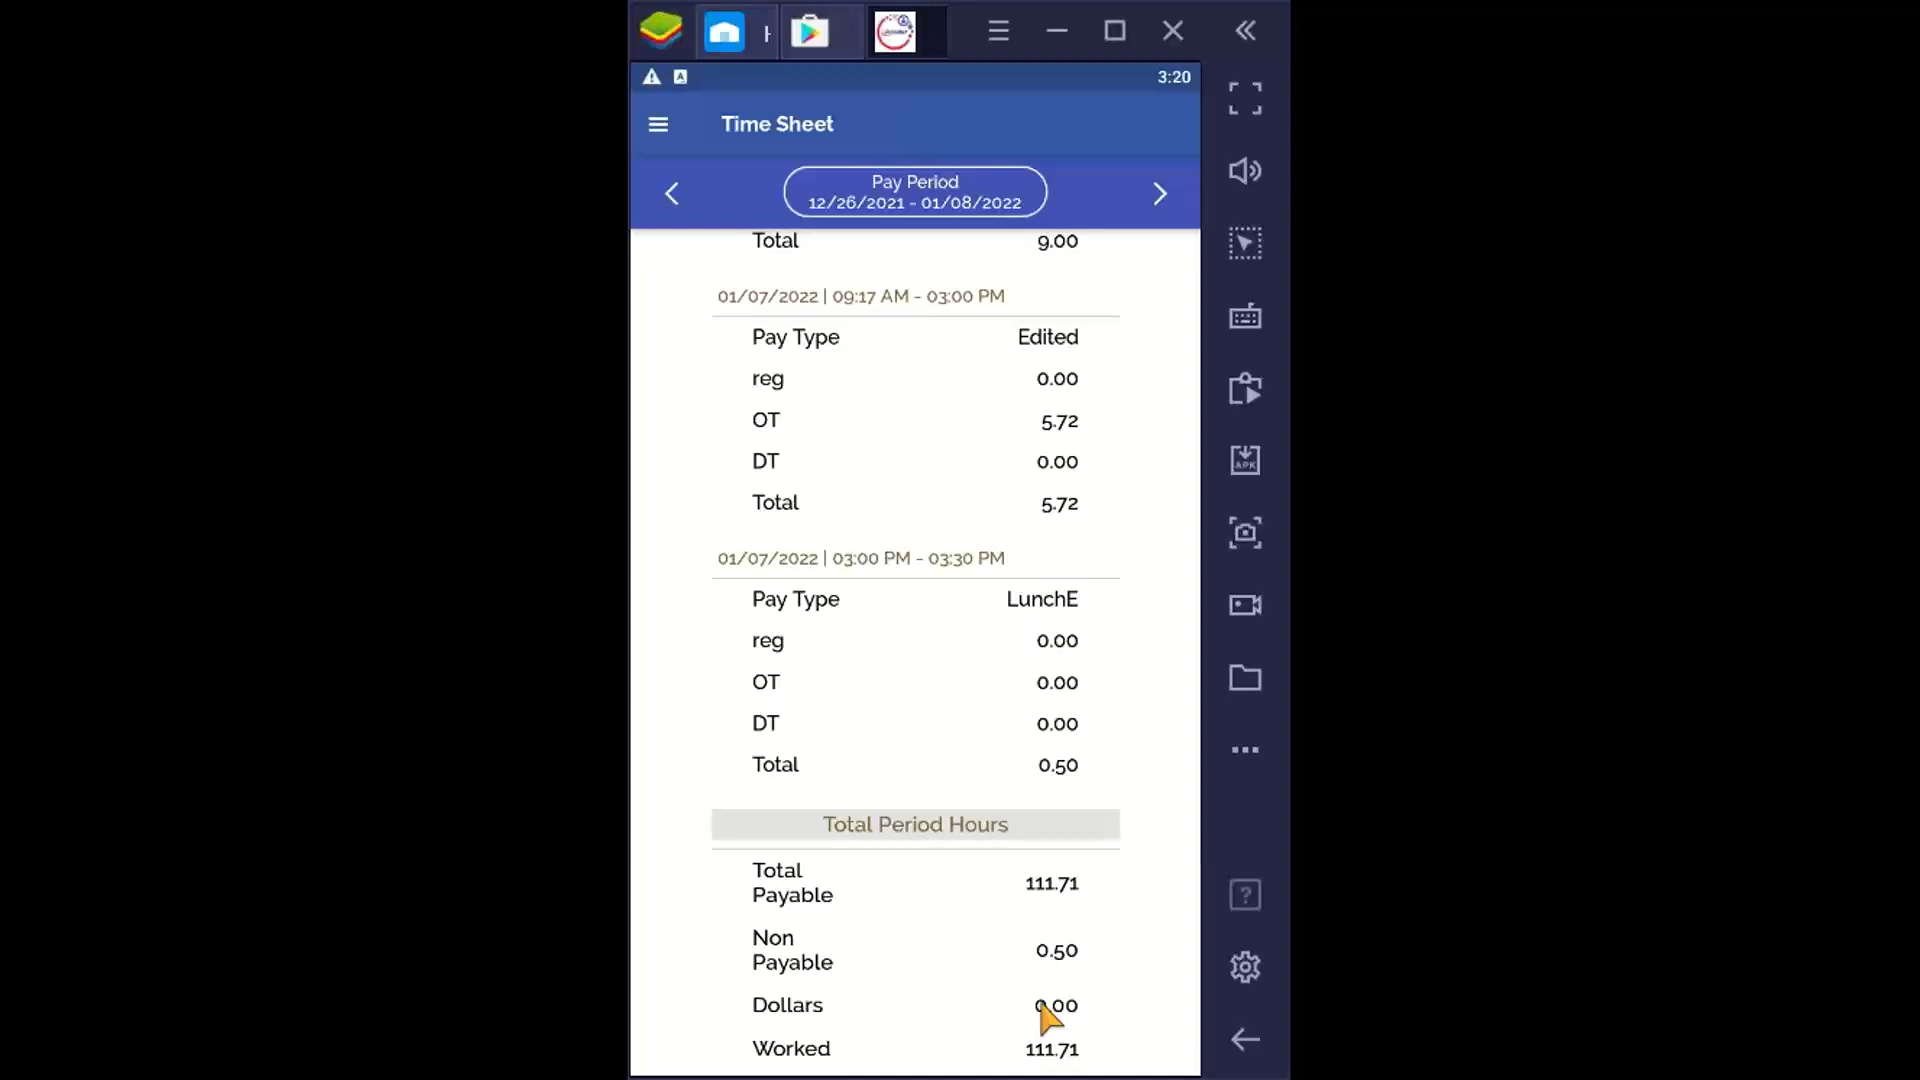 3:20
Time Sheet
Pay Period
12/26/2021 - 01/08/2022
Total 9.00
01/07/2022 | 09:17 AM - 03:00 PM
Pay Type Edited
reg 0.00
OT 5.72
DT 0.00
Total 5.72
01/07/2022 | 03:00 PM - 03:30 PM
Pay Type LunchE
reg 0.00
OT 0.00
DT 0.00
Total 0.50
Total Period Hours
Total
Payable 111.71
Non
Payable 0.50
Dollars 0.00
Worked 111.71
APK